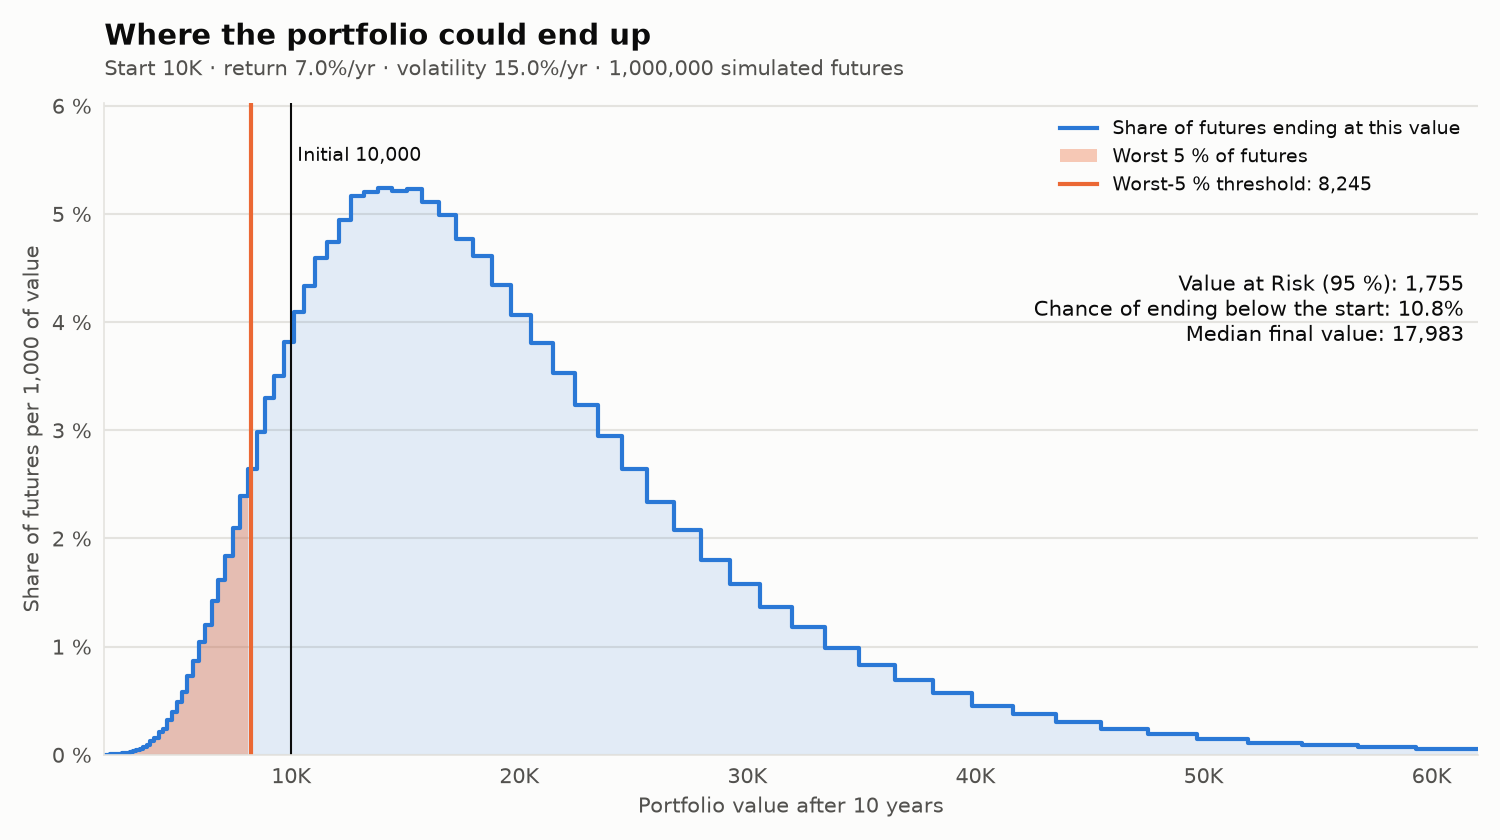 Where the portfolio could end up
Start 10K · return 7.0%/yr · volatility 15.0%/yr · 1,000,000 simulated futures
Share of futures ending at this value
Worst 5 % of futures
Worst-5 % threshold: 8,245
Initial 10,000
Value at Risk (95 %): 1,755
Chance of ending below the start: 10.8%
Median final value: 17,983
Share of futures per 1,000 of value
6 %
5 %
4 %
3 %
2 %
1 %
0 %
10K 20K 30K 40K 50K 60K
Portfolio value after 10 years